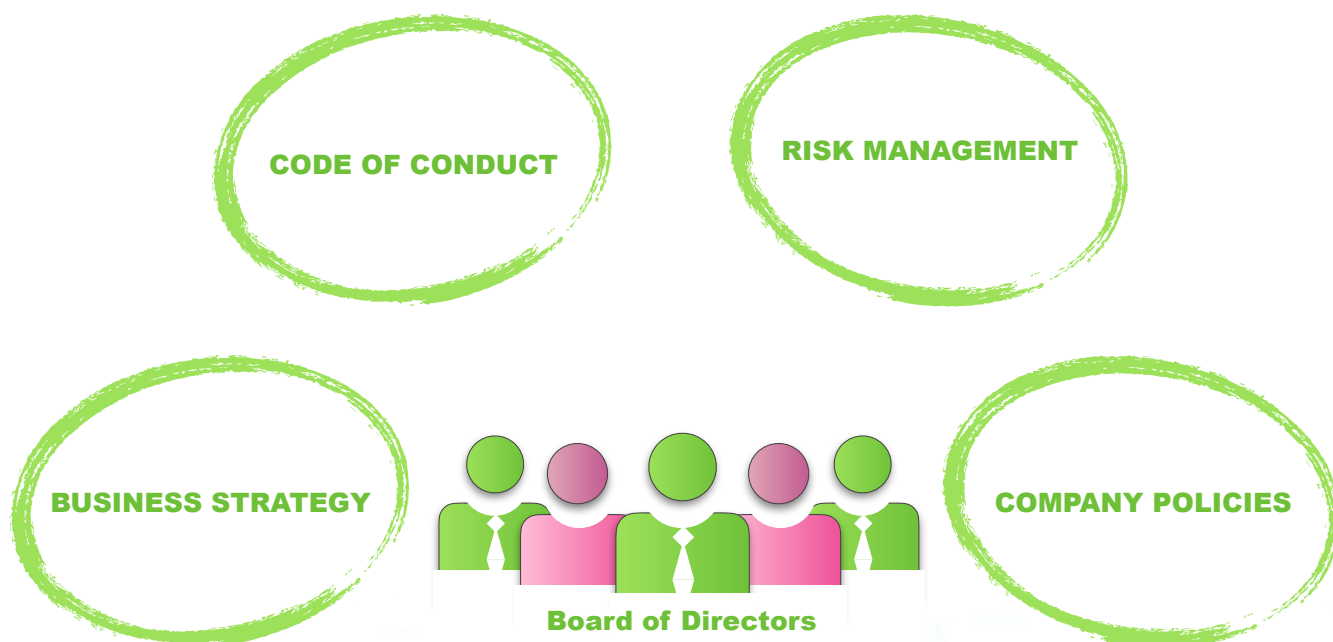 CODE OF CONDUCT
RISK MANAGEMENT
BUSINESS STRATEGY
COMPANY POLICIES
Board of Directors